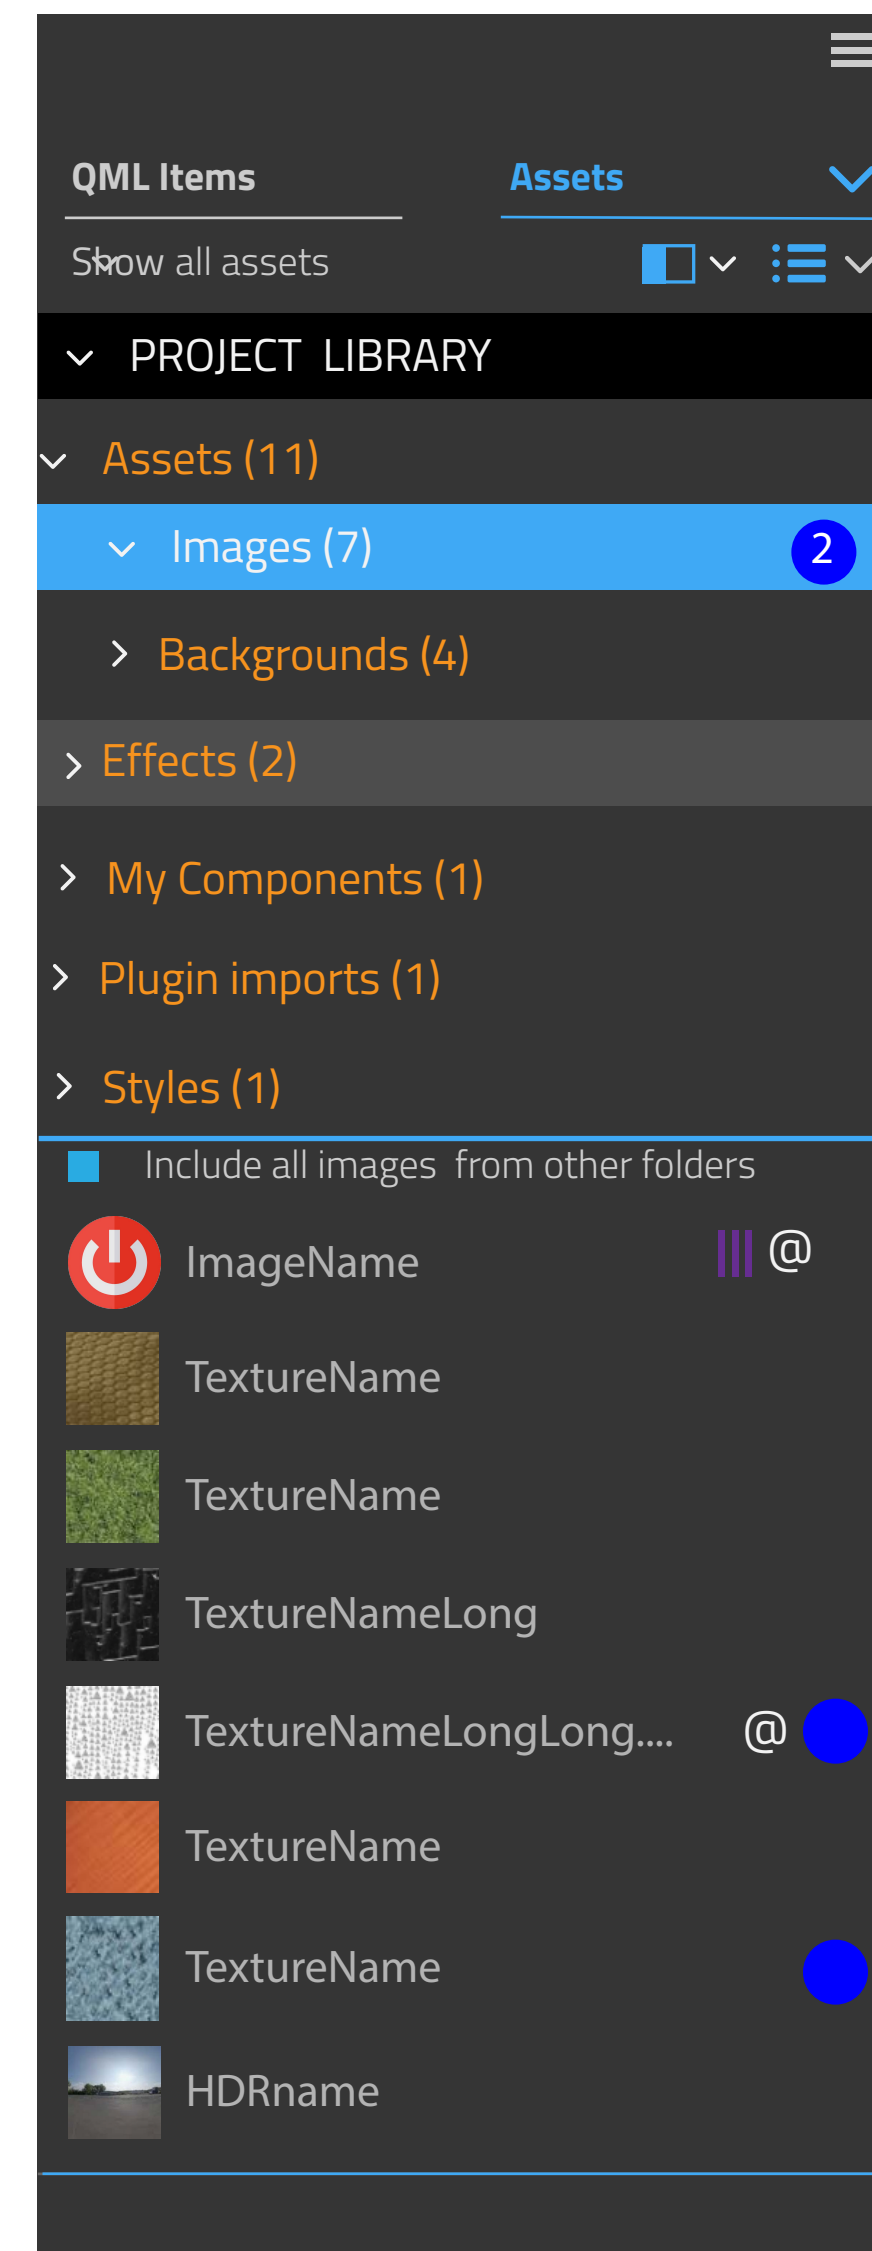 QML Items Assets
Show all assets
PROJECT LIBRARY
Assets (11)
Images (7) 2
Backgrounds (4)
Effects (2)
My Components (1)
Plugin imports (1)
Styles (1)
Include all images from other folders
ImageName @
TextureName
TextureName
TextureNameLong
TextureNameLongLong.... @
TextureName
TextureName
HDRname